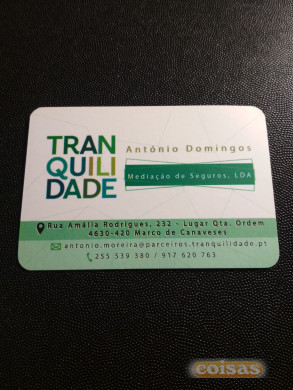 TRAN
QUILI
DADE
António Domingos
Mediação de Seguros, LDA
Rua Amália Rodrigues, 232 - Lugar Qta. Ordem
4630-420 Marco de Canaveses
antonio.moreira@parceiros.tranquilidade.pt
255 539 380 / 917 620 763
coisas